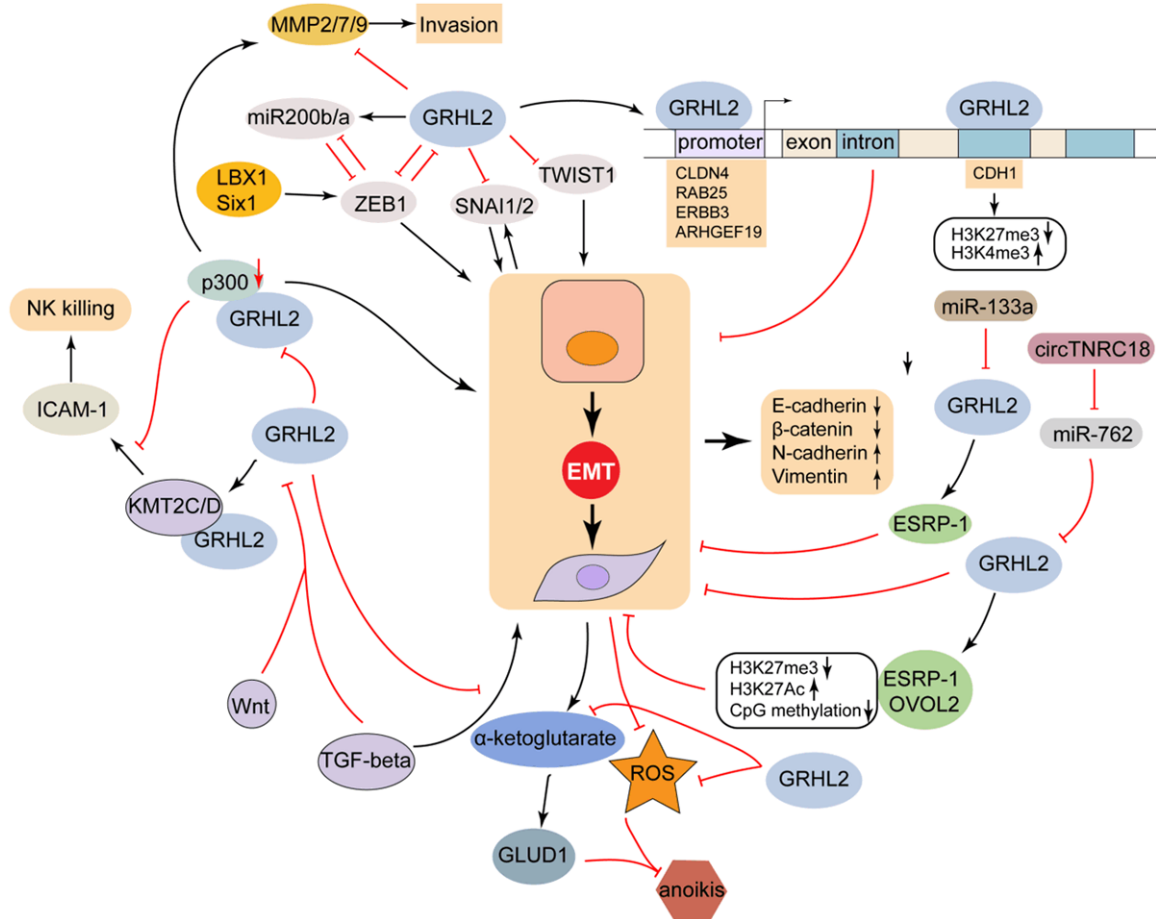 MMP2/7/9
Invasion
miR200b/a
GRHL2
GRHL2
GRHL2
promoter
exon
intron
LBX1
Six1
ZEB1
SNAI1/2
TWIST1
CLDN4
RAB25
ERBB3
ARHGEF19
CDH1
H3K27me3
H3K4me3
p300
GRHL2
NK killing
ICAM-1
GRHL2
KMT2C/D
GRHL2
miR-133a
circTNRC18
GRHL2
miR-762
E-cadherin
β-catenin
N-cadherin
Vimentin
EMT
ESRP-1
GRHL2
H3K27me3
H3K27Ac
CpG methylation
ESRP-1
OVOL2
Wnt
TGF-beta
α-ketoglutarate
ROS
GRHL2
GLUD1
anoikis